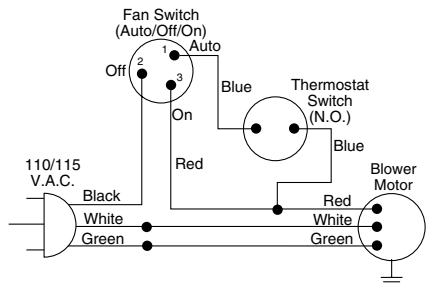 Fan Switch
(Auto/Off/On)
1
Auto
Off
2
3
On
Blue
Thermostat
Switch
(N.O.)
Blue
Red
110/115
V.A.C.
Blower
Motor
Black
Red
White
White
Green
Green